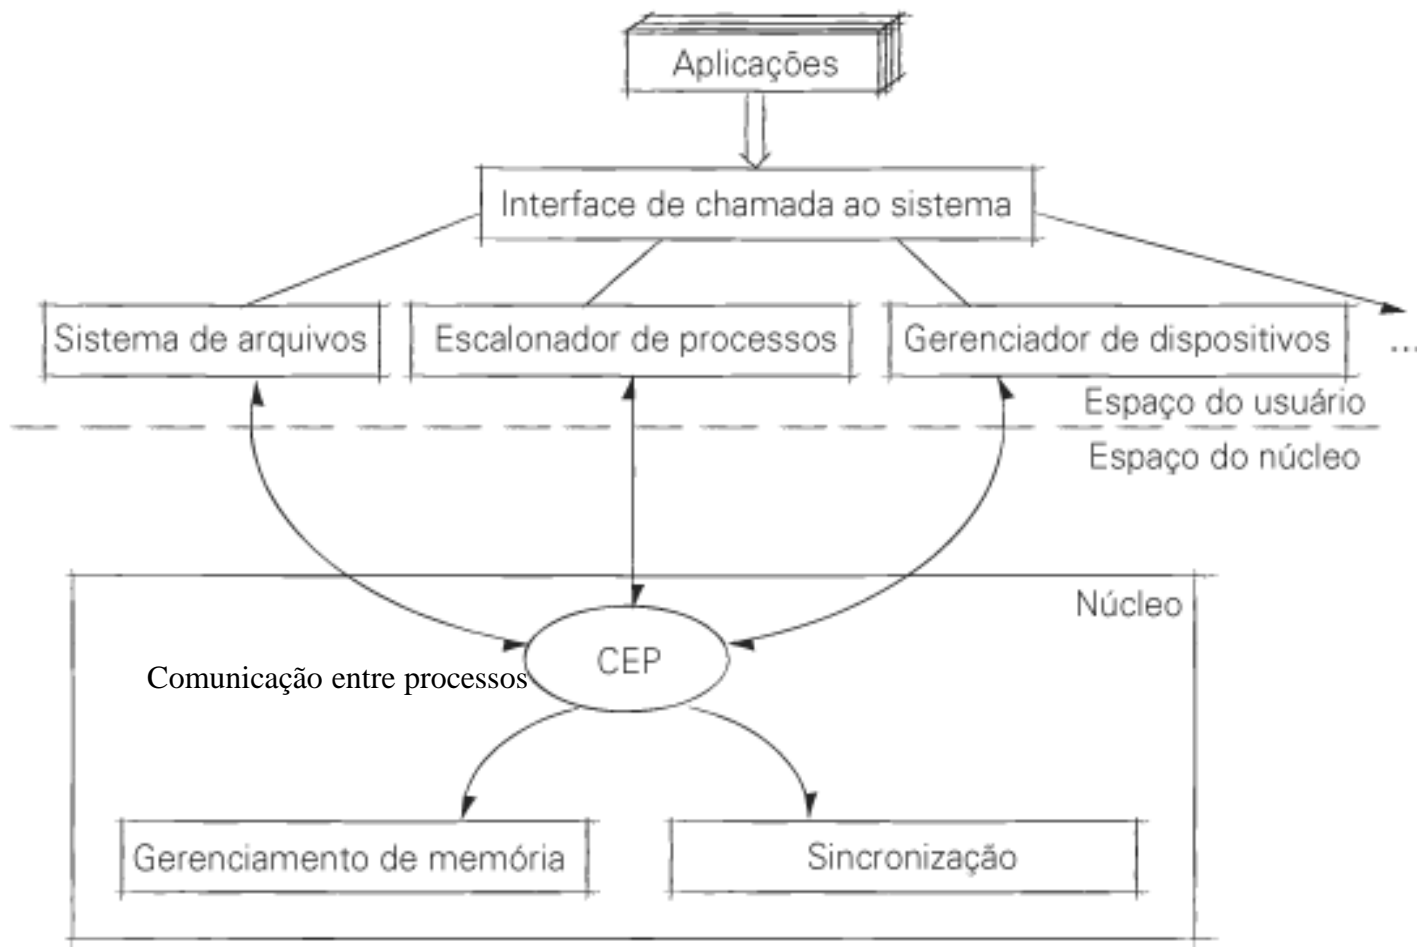 Aplicações
Interface de chamada ao sistema
Sistema de arquivos
Escalonador de processos
Gerenciador de dispositivos
...
Espaço do usuário
Espaço do núcleo
Núcleo
CEP
Comunicação entre processos
Gerenciamento de memória
Sincronização